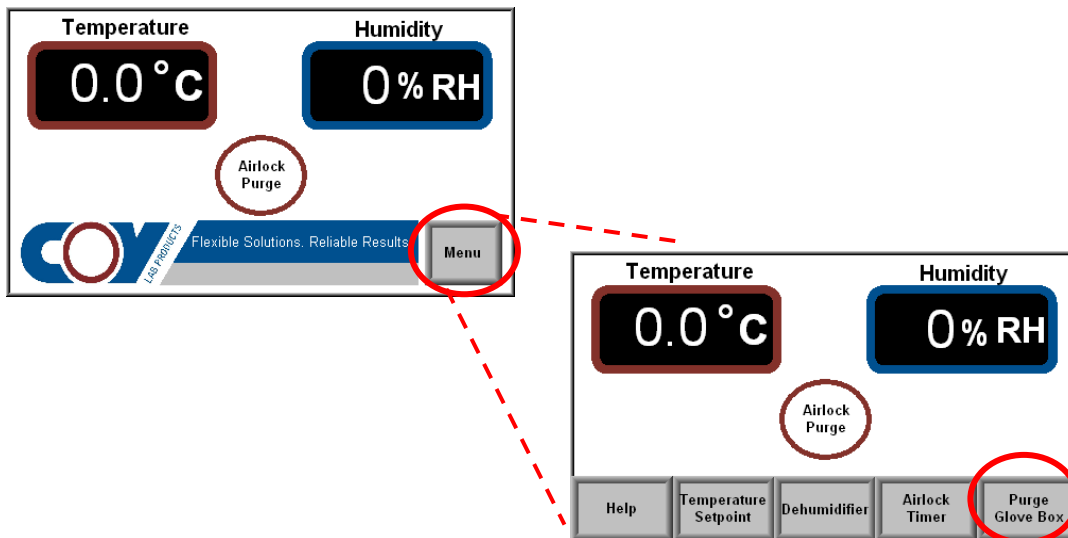 Temperature
Humidity
0.0°C
0% RH
Airlock
Purge
COY
LAB PRODUCTS
Flexible Solutions. Reliable Results
Menu
Temperature
Humidity
0.0°C
0% RH
Airlock
Purge
Help
Temperature
Setpoint
Dehumidifier
Airlock
Timer
Purge
Glove Box